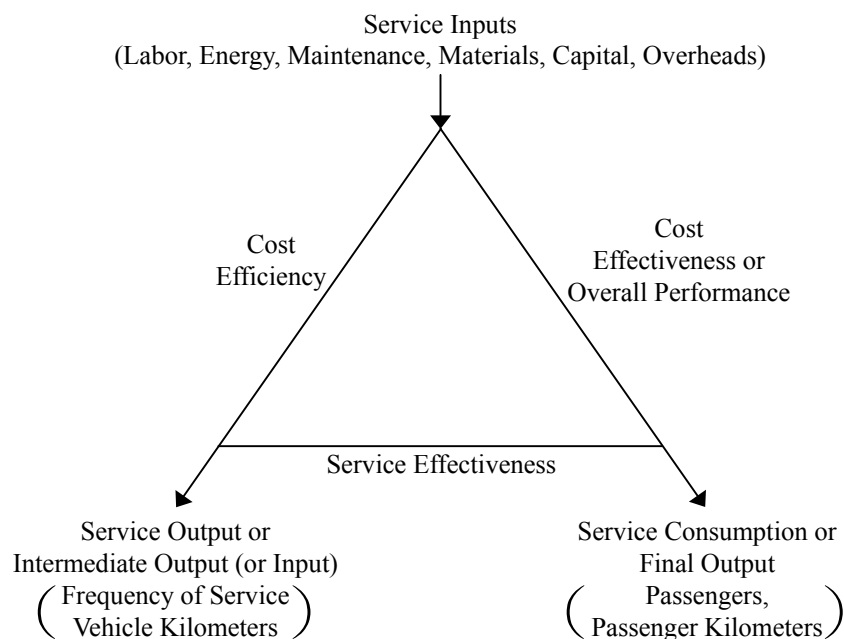 Service Inputs
(Labor, Energy, Maintenance, Materials, Capital, Overheads)
Cost
Efficiency
Cost
Effectiveness or
Overall Performance
Service Effectiveness
Service Output or
Intermediate Output (or Input)
(Frequency of Service
Vehicle Kilometers)
Service Consumption or
Final Output
(Passengers,
Passenger Kilometers)